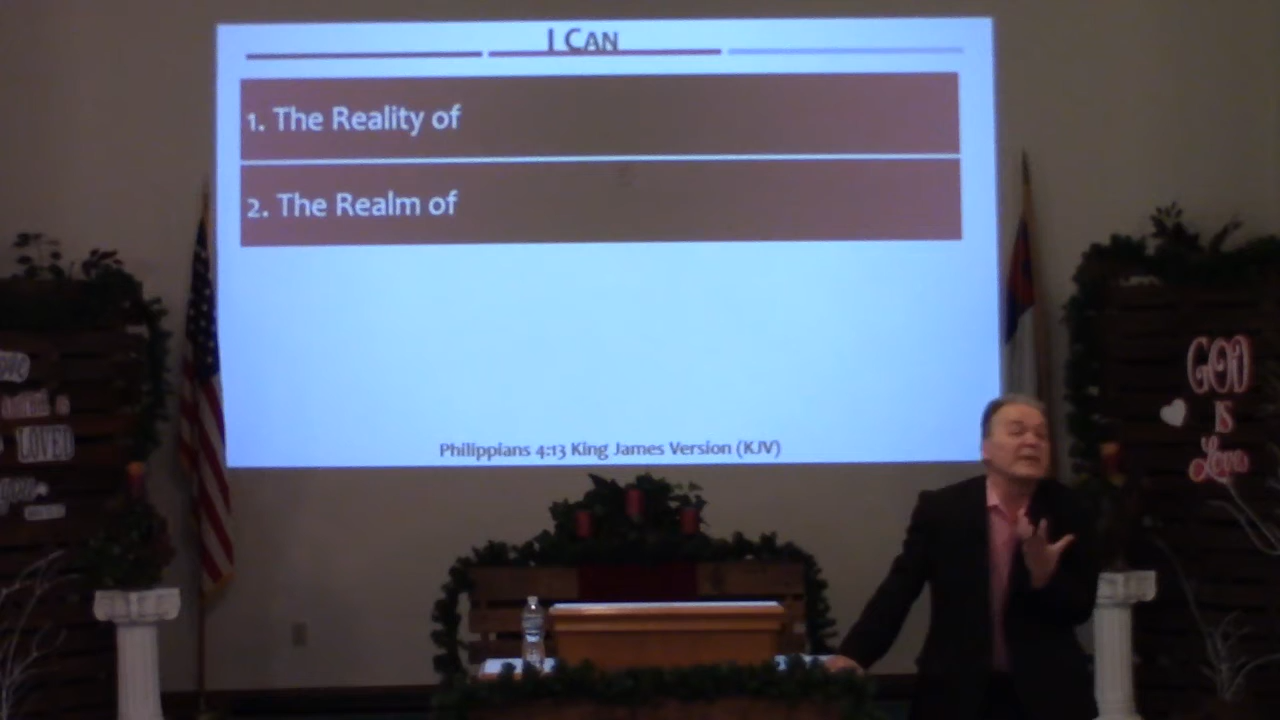 I CAN
1. The Reality of
2. The Realm of
Philippians 4:13 King James Version (KJV)
LOVED
GOD
IS
Love